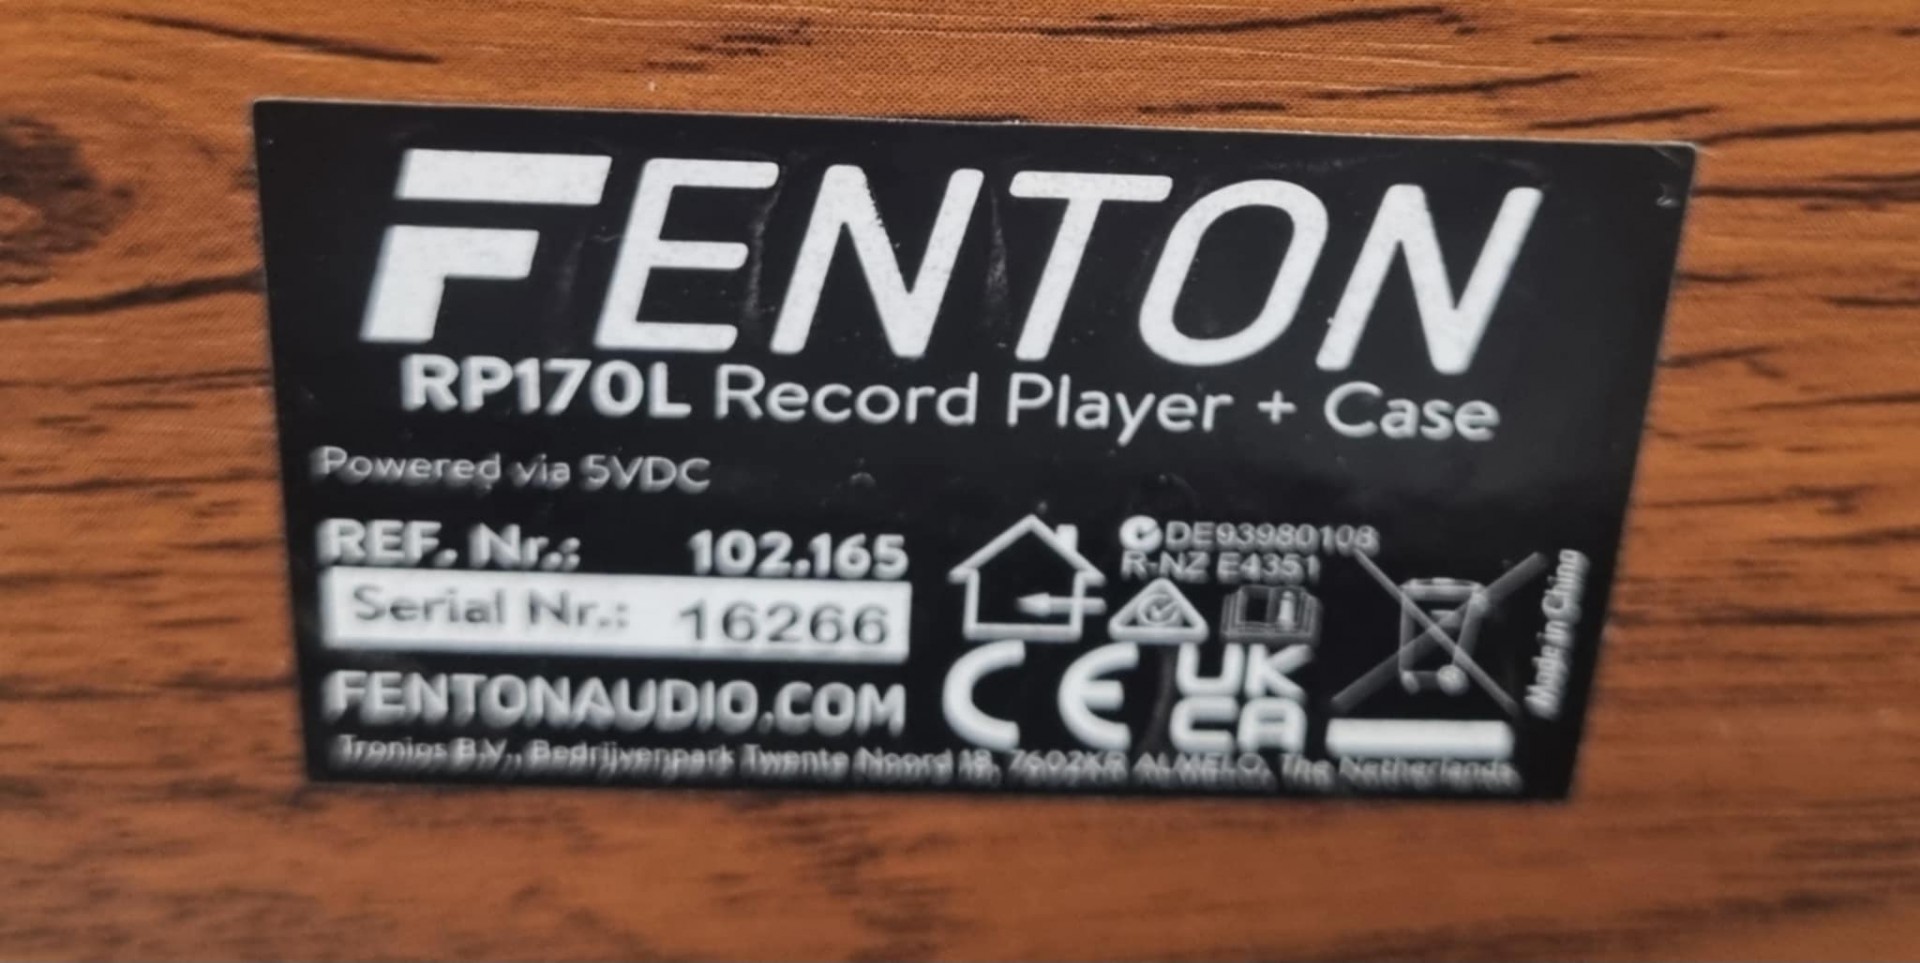 FENTON
RP170L Record Player + Case
Powered via 5VDC
REF. Nr.: 102.165
Serial Nr.: 16266
FENTONAUDIO.COM
DE93980108
R-NZ E4351
CE
UK
CA
Made in China
Tronios B.V., Bedrijvenpark Twente Noord 18, 7602KR ALMELO, The Netherlands